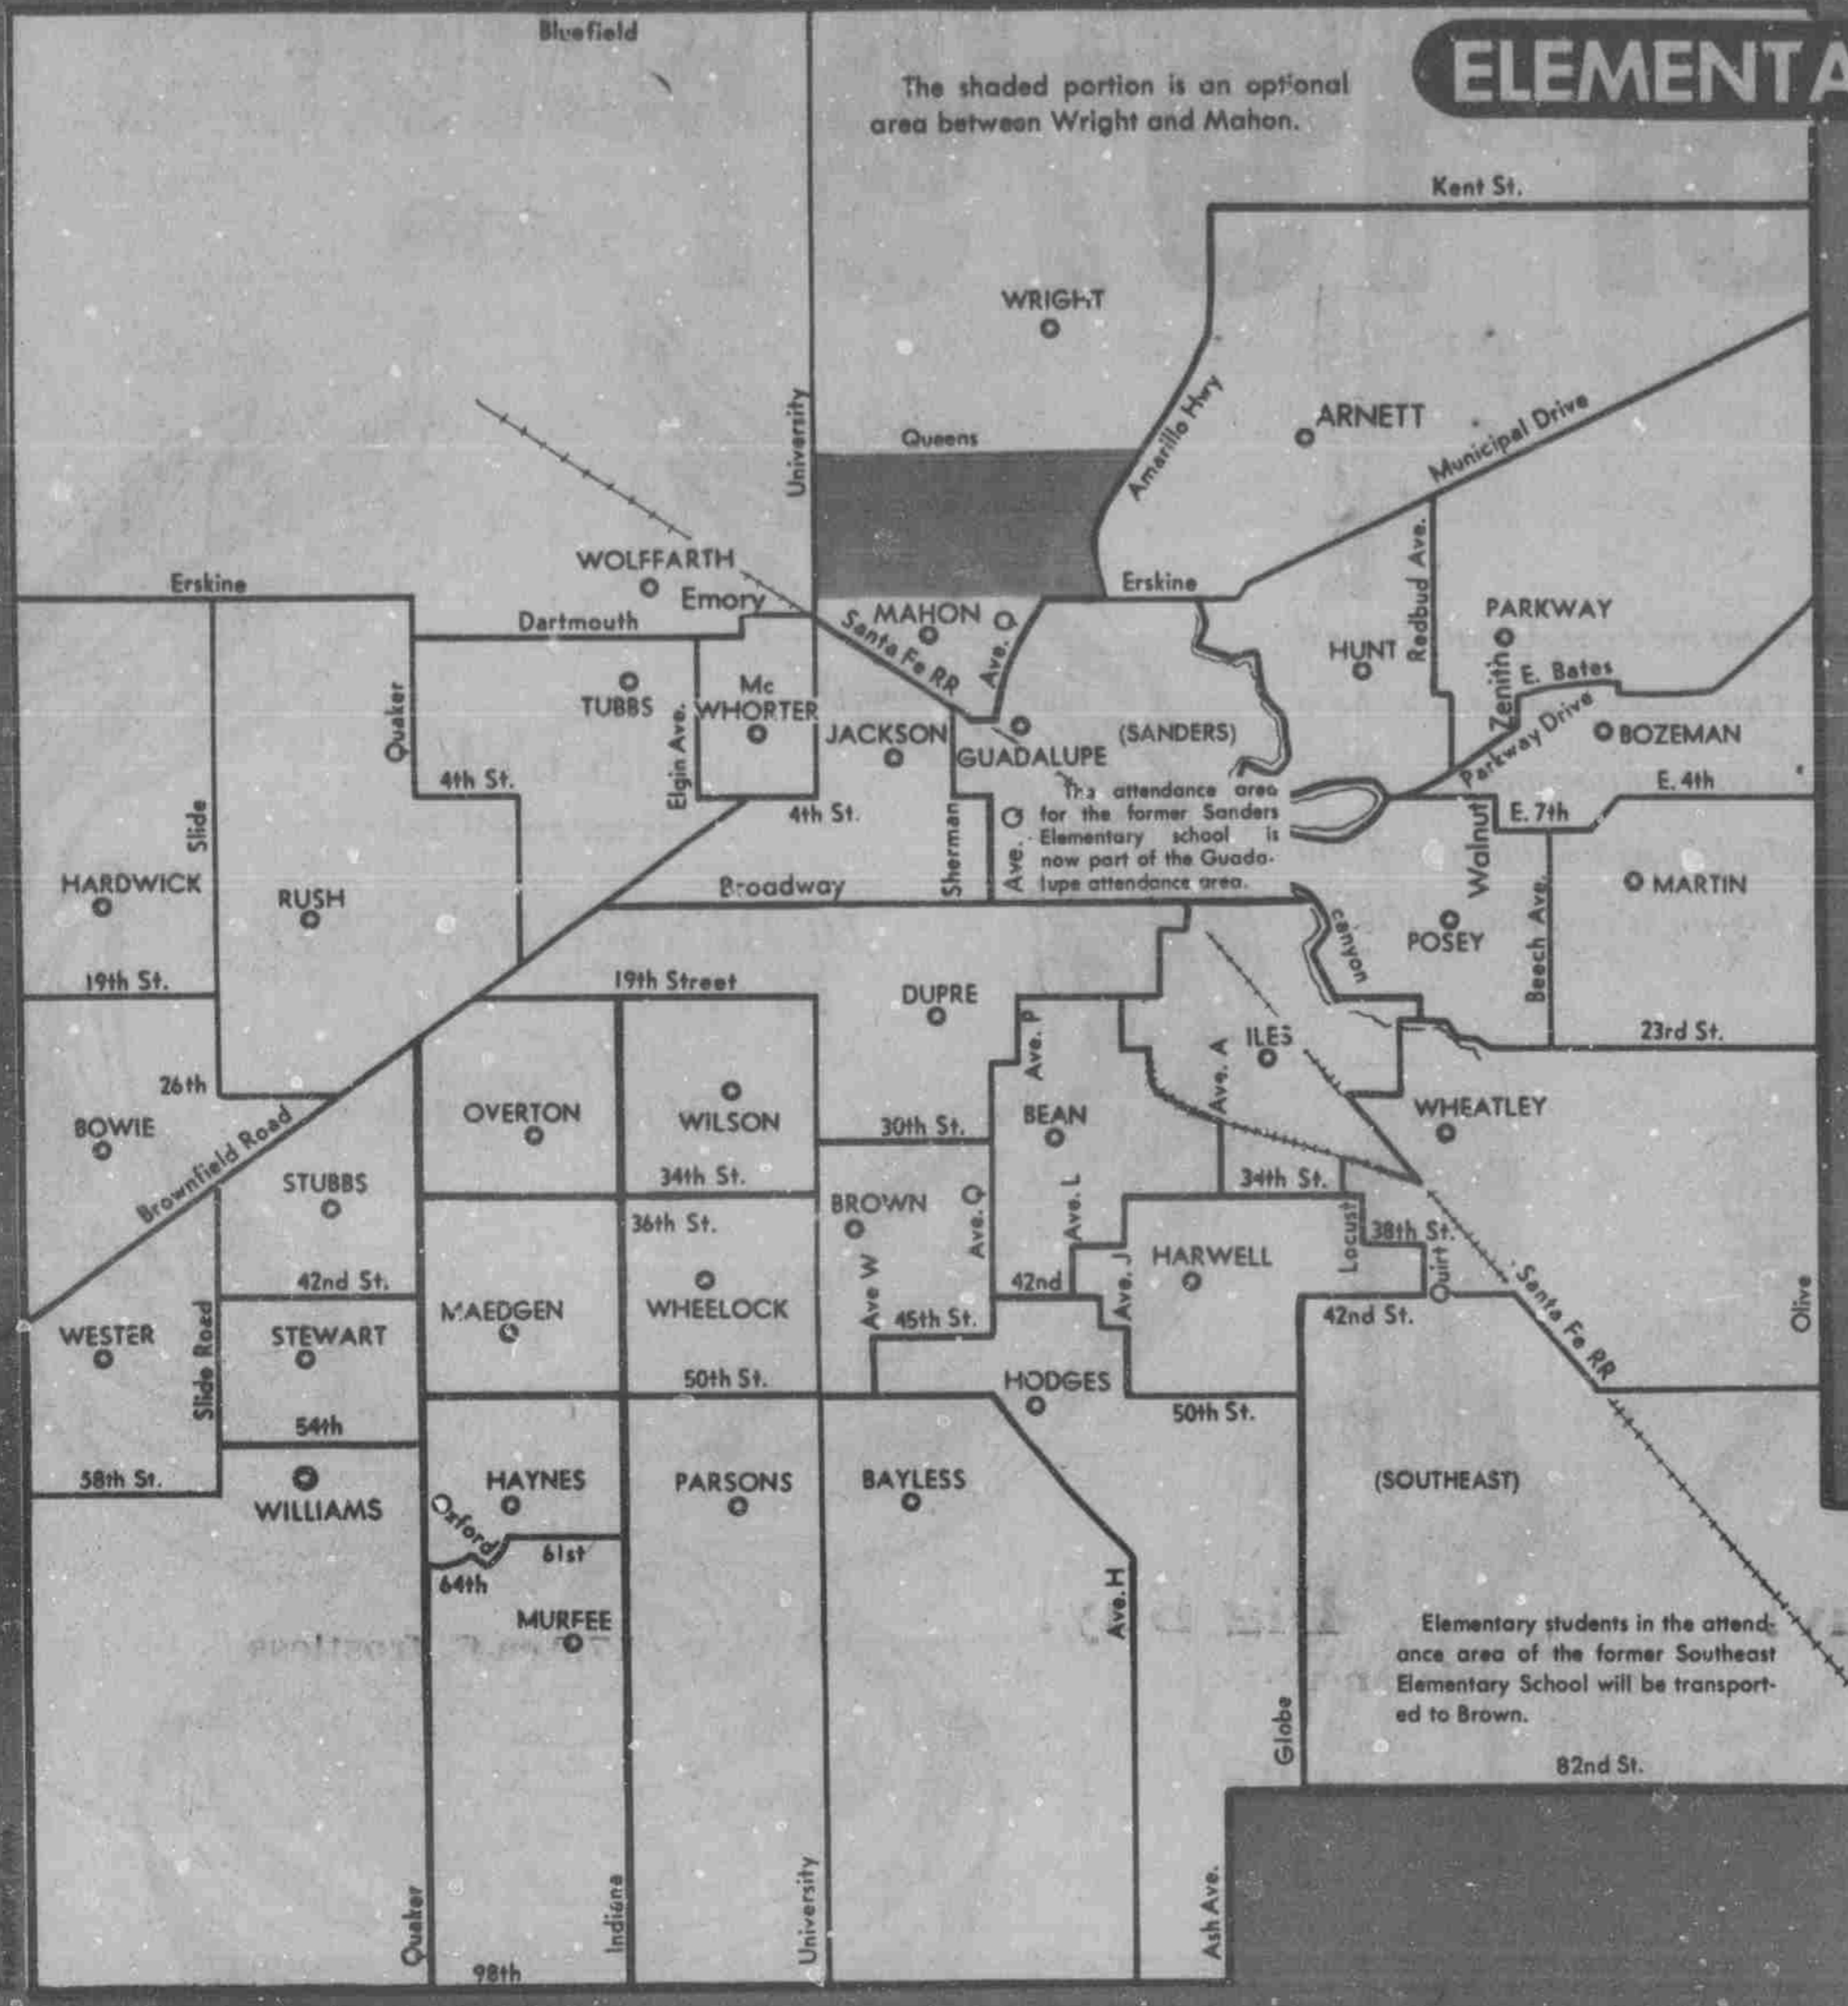 Bluefield
ELEMENTA
The shaded portion is an optional
area between Wright and Mahon.
Kent St.
WRIGHT
Amarillo Hwy
ARNETT
Municipal Drive
University
Queens
WOLFFARTH
Erskine
Emory
Dartmouth
MAHON
Ave. Q
Santa Fe RR
Erskine
Redbud Ave.
PARKWAY
HUNT
Zenith
E. Bates
Parkway Drive
Quaker
TUBBS
Elgin Ave.
Mc
WHORTER
JACKSON
GUADALUPE
(SANDERS)
BOZEMAN
4th St.
4th St.
E. 4th
E. 7th
The attendance area
for the former Sanders
Elementary school is
now part of the Guada-
lupe attendance area.
Ave. Q
Sherman
Slide
Walnut
HARDWICK
RUSH
Broadway
canyon
POSEY
Beech Ave.
MARTIN
19th St.
19th Street
DUPRE
Ave. P
ILES
Ave. A
23rd St.
26th
BOWIE
Brownfield Road
OVERTON
WILSON
30th St.
BEAN
WHEATLEY
STUBBS
34th St.
34th St.
BROWN
Ave. Q
Ave. L
36th St.
38th St.
Locust
Quirt
HARWELL
42nd St.
MAEDGEN
WHEELOCK
Ave W
45th St.
42nd
Ave. J
42nd St.
Santa Fe RR
Olive
WESTER
Slide Road
STEWART
50th St.
HODGES
50th St.
54th
58th St.
WILLIAMS
HAYNES
PARSONS
BAYLESS
(SOUTHEAST)
Oxford
61st
64th
MURFEE
Ave. H
Elementary students in the attend-
ance area of the former Southeast
Elementary School will be transport-
ed to Brown.
Globe
82nd St.
Quaker
Indiana
University
Ash Ave.
98th